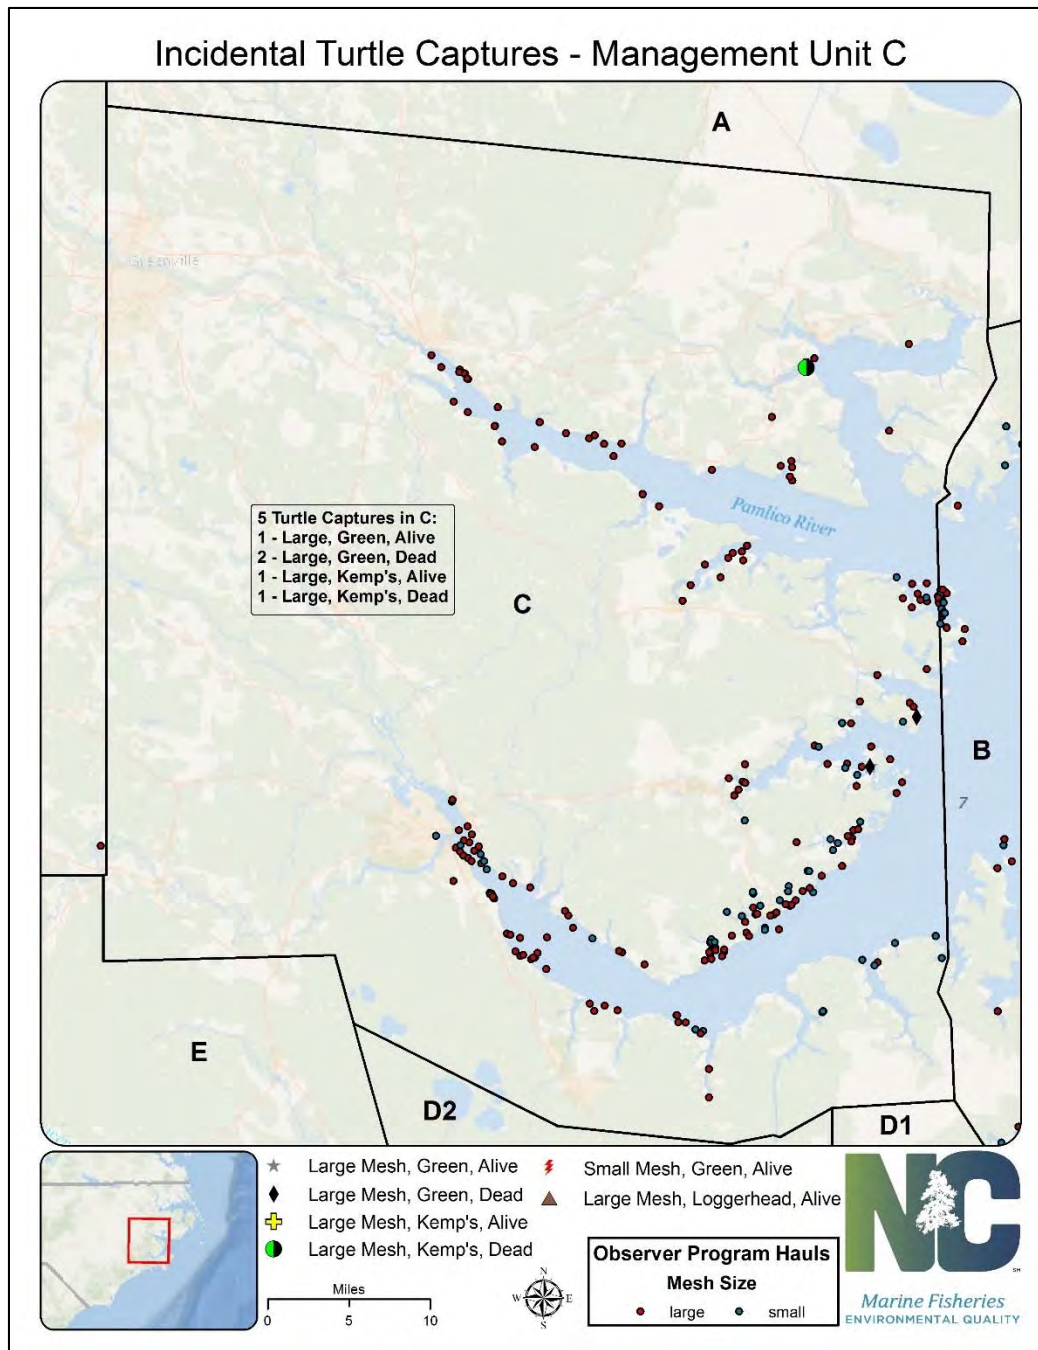 Incidental Turtle Captures - Management Unit C
A
Greenville
Pamlico River
5 Turtle Captures in C:
1 - Large, Green, Alive
2 - Large, Green, Dead
1 - Large, Kemp's, Alive
1 - Large, Kemp's, Dead
C
B
7
E
D2
D1
Large Mesh, Green, Alive
Large Mesh, Green, Dead
Large Mesh, Kemp's, Alive
Large Mesh, Kemp's, Dead
Small Mesh, Green, Alive
Large Mesh, Loggerhead, Alive
Miles
0 5 10
N
W E
S
Observer Program Hauls
Mesh Size
large small
NC
Marine Fisheries
ENVIRONMENTAL QUALITY